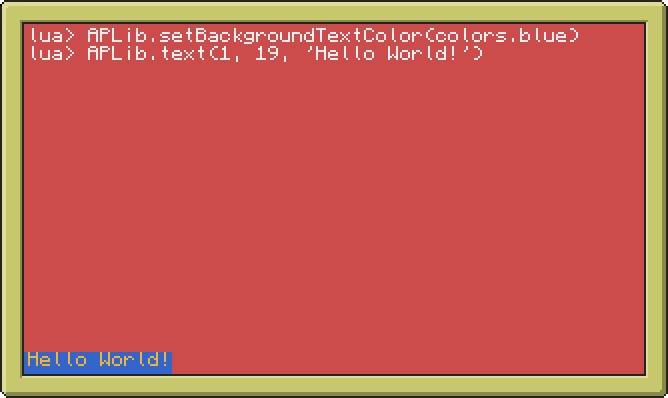 lua> APLib.setBackgroundTextColor(colors.blue)
lua> APLib.text(1, 19, 'Hello World!')
Hello World!